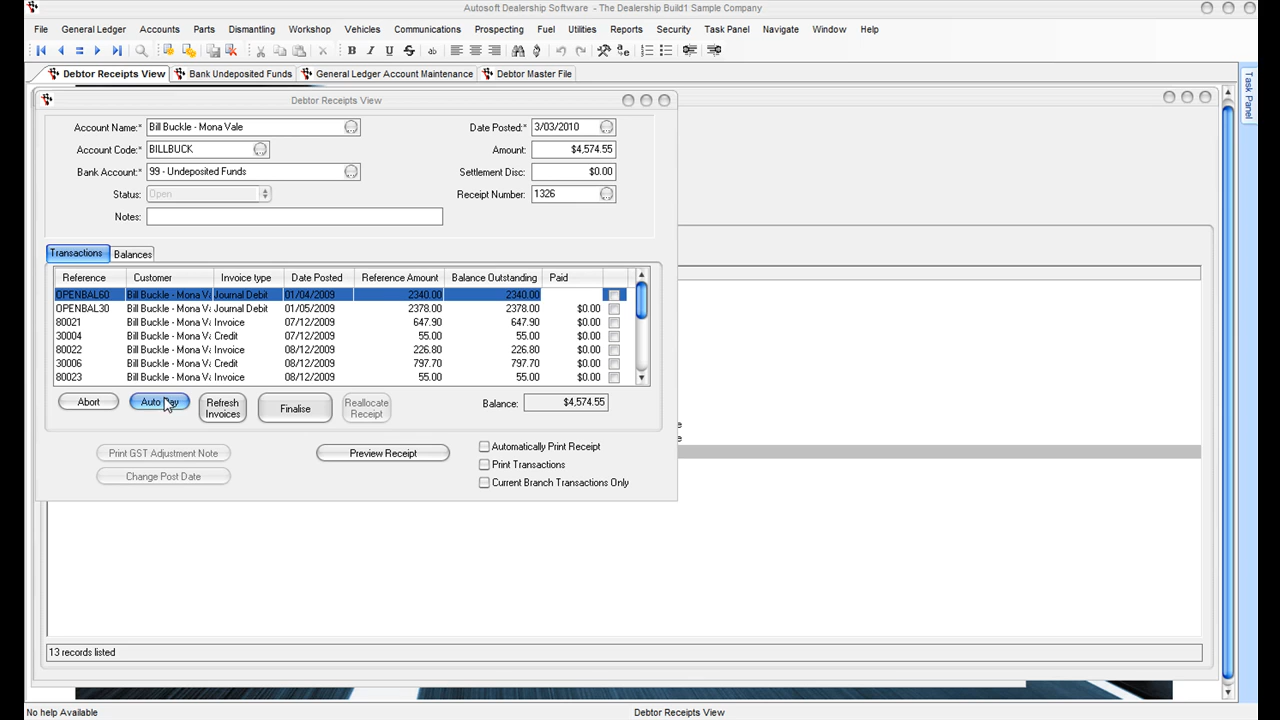 Autosoft Dealership Software - The Dealership Build1 Sample Company
File General Ledger Accounts Parts Dismantling Workshop Vehicles Communications Prospecting Fuel Utilities Reports Security Task Panel Navigate Window Help
Debtor Receipts View Bank Undeposited Funds General Ledger Account Maintenance Debtor Master File
Task Panel
Debtor Receipts View
Account Name:* Bill Buckle - Mona Vale Date Posted:* 3/03/2010
Account Code:* BILLBUCK Amount: $4,574.55
Bank Account:* 99 - Undeposited Funds Settlement Disc: $0.00
Status: Open Receipt Number: 1326
Notes:
Transactions Balances
Reference Customer Invoice type Date Posted Reference Amount Balance Outstanding Paid
OPENBAL60 Bill Buckle - Mona Va Journal Debit 01/04/2009 2340.00 2340.00
OPENBAL30 Bill Buckle - Mona Va Journal Debit 01/05/2009 2378.00 2378.00 $0.00
80021 Bill Buckle - Mona Va Invoice 07/12/2009 647.90 647.90 $0.00
30004 Bill Buckle - Mona Va Credit 07/12/2009 55.00 55.00 $0.00
80022 Bill Buckle - Mona Va Invoice 08/12/2009 226.80 226.80 $0.00
30006 Bill Buckle - Mona Va Credit 08/12/2009 797.70 797.70 $0.00
80023 Bill Buckle - Mona Va Invoice 08/12/2009 55.00 55.00 $0.00
Abort Auto Pay Refresh Invoices Finalise Reallocate Receipt Balance: $4,574.55
Print GST Adjustment Note Preview Receipt Automatically Print Receipt
Print Transactions
Change Post Date Current Branch Transactions Only
13 records listed
No help Available Debtor Receipts View